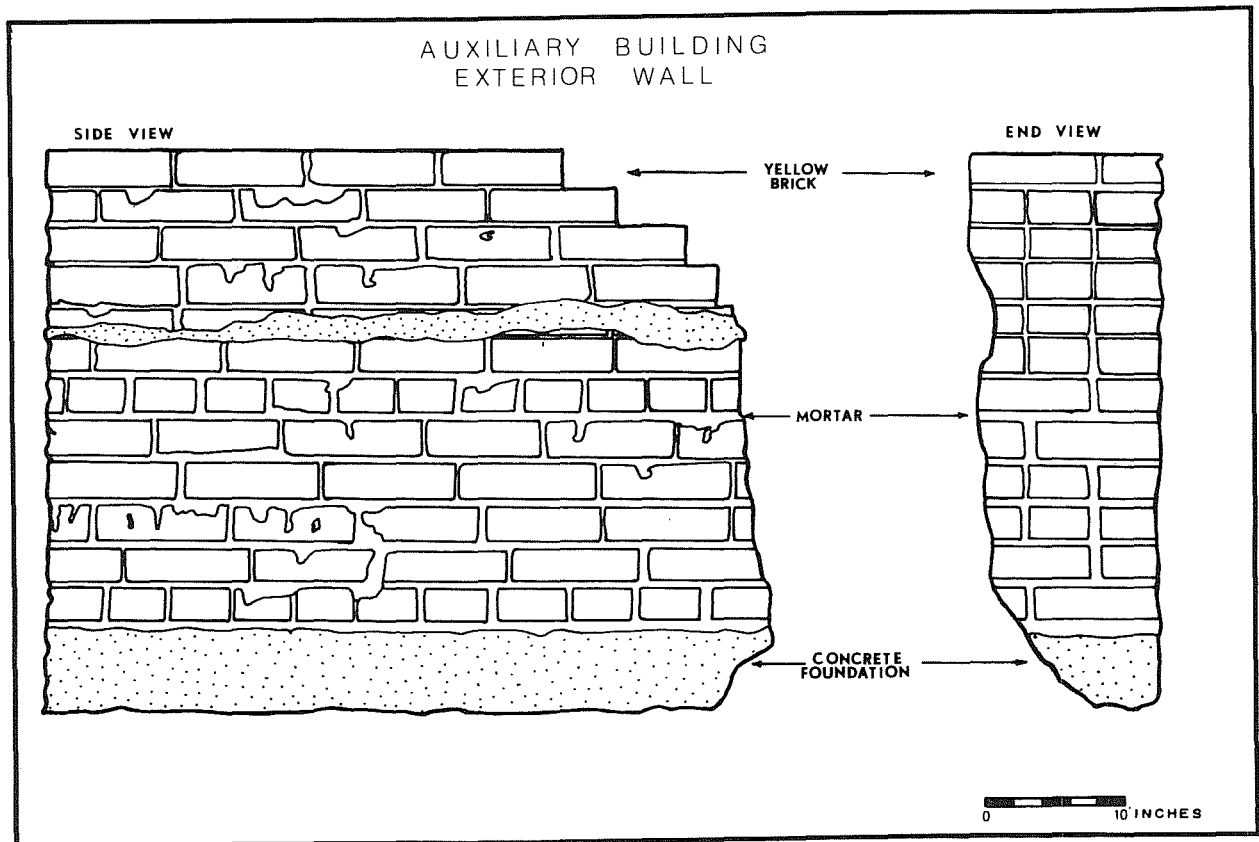 AUXILIARY BUILDING
EXTERIOR WALL
SIDE VIEW
END VIEW
YELLOW
BRICK
MORTAR
CONCRETE
FOUNDATION
0 10 INCHES